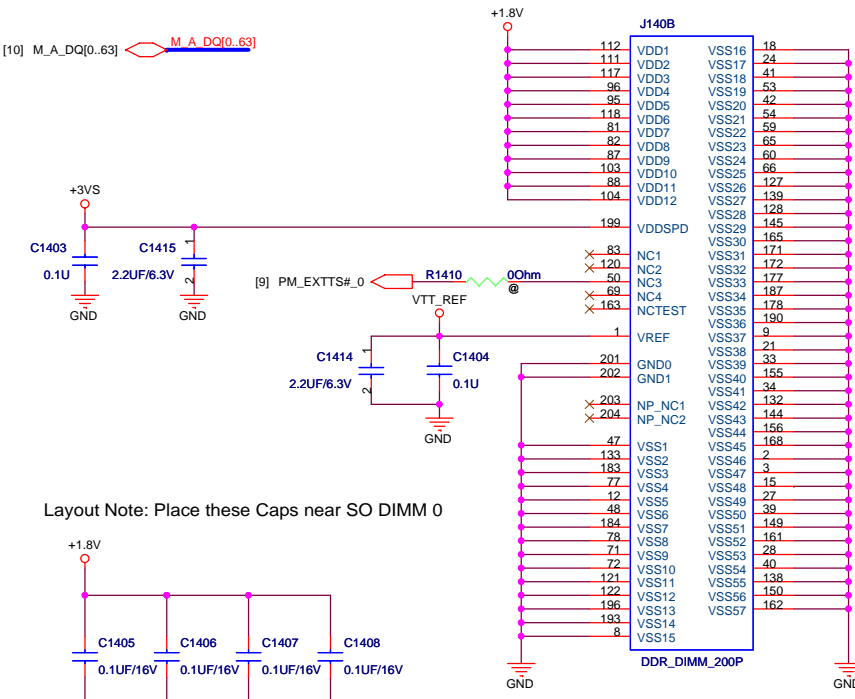 +1.8V
J140B
[10] M_A_DQ[0..63]
M_A_DQ[0..63]
112 VDD1 VSS16 18
111 VDD2 VSS17 24
117 VDD3 VSS18 41
96 VDD4 VSS19 53
95 VDD5 VSS20 42
118 VDD6 VSS21 54
81 VDD7 VSS22 59
82 VDD8 VSS23 65
87 VDD9 VSS24 60
103 VDD10 VSS25 66
88 VDD11 VSS26 127
104 VDD12 VSS27 139
VSS28 128
+3VS
199 VDDSPD VSS29 145
VSS30 165
C1403 C1415 1
0.1U 2.2UF/6.3V
2
GND GND
83 NC1 VSS31 171
120 NC2 VSS32 172
[9] PM_EXTTS#_0 R1410 0Ohm
@
50 NC3 VSS33 177
69 NC4 VSS34 187
163 NCTEST VSS35 178
VSS36 190
VTT_REF
1 VREF VSS37 9
VSS38 21
C1414 1 C1404
2.2UF/6.3V 0.1U
2
GND
201 GND0 VSS39 33
202 GND1 VSS40 155
VSS41 34
203 NP_NC1 VSS42 132
204 NP_NC2 VSS43 144
VSS44 156
47 VSS1 VSS45 168
133 VSS2 VSS46 2
183 VSS3 VSS47 3
77 VSS4 VSS48 15
12 VSS5 VSS49 27
48 VSS6 VSS50 39
184 VSS7 VSS51 149
78 VSS8 VSS52 161
71 VSS9 VSS53 28
72 VSS10 VSS54 40
121 VSS11 VSS55 138
122 VSS12 VSS56 150
196 VSS13 VSS57 162
193 VSS14
8 VSS15
DDR_DIMM_200P
GND GND
Layout Note: Place these Caps near SO DIMM 0
+1.8V
C1405 C1406 C1407 C1408
0.1UF/16V 0.1UF/16V 0.1UF/16V 0.1UF/16V